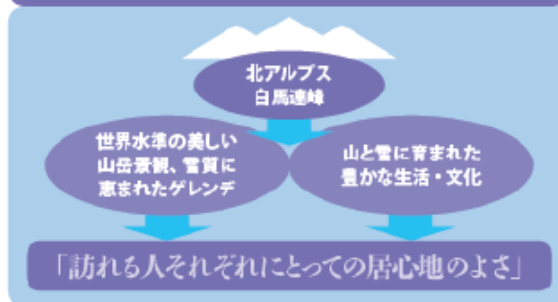 北アルプス
白馬連峰
世界水準の美しい
山岳景観、雪質に
恵まれたゲレンデ
山と雪に育まれた
豊かな生活・文化
「訪れる人それぞれにとっての居心地のよさ」